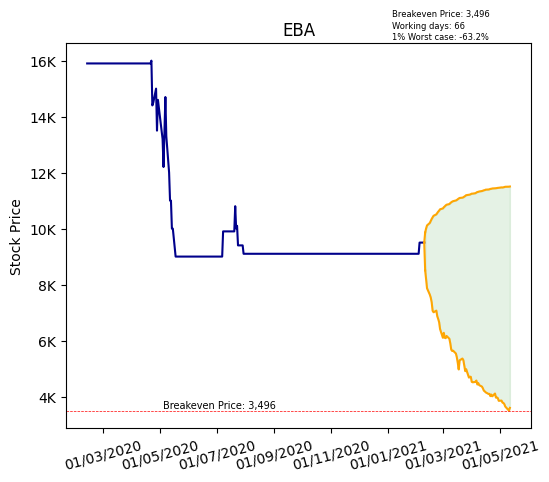 Breakeven Price: 3,496
Working days: 66
1% Worst case: -63.2%
EBA
Stock Price
16K
14K
12K
10K
8K
6K
4K
Breakeven Price: 3,496
01/03/2020
01/05/2020
01/07/2020
01/09/2020
01/11/2020
01/01/2021
01/03/2021
01/05/2021